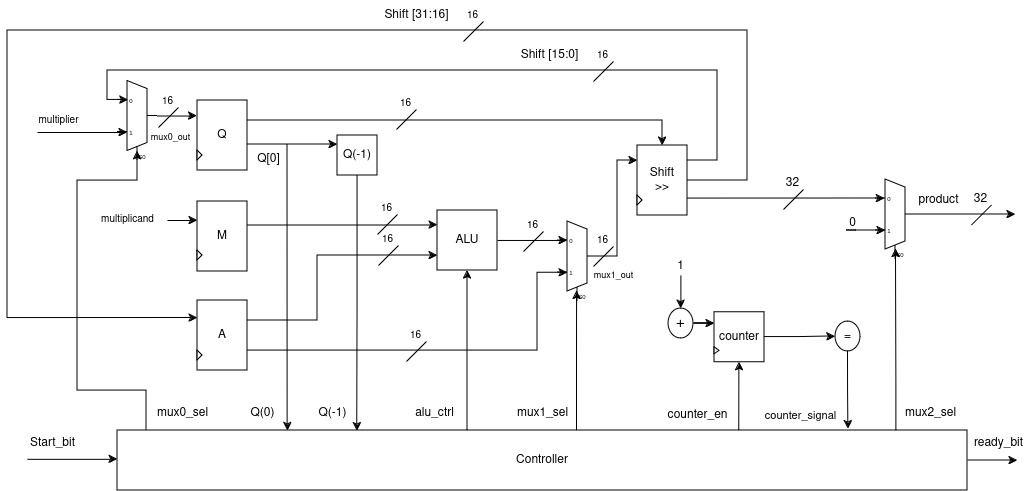 Shift [31:16]
16
Shift [15:0]
16
multiplier
0
1
16
mux0_out
Q
Q[0]
16
Q(-1)
Shift
>>
multiplicand
M
16
16
ALU
16
0
1
16
mux1_out
32
0
0
1
product
32
A
16
1
+
counter
=
mux0_sel
Q(0)
Q(-1)
alu_ctrl
mux1_sel
counter_en
counter_signal
mux2_sel
Start_bit
Controller
ready_bit